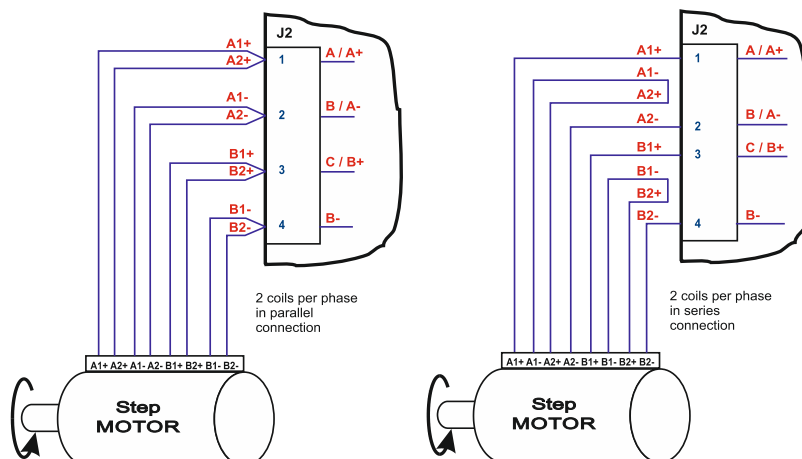 J2
A1+
A2+
1
A / A+
A1-
A2-
2
B / A-
B1+
B2+
3
C / B+
B1-
B2-
4
B-
2 coils per phase
in parallel
connection
A1+ A2+ A1- A2- B1+ B2+ B1- B2-
Step
MOTOR
J2
A1+
1
A / A+
A1-
A2+
A2-
2
B / A-
B1+
3
C / B+
B1-
B2+
B2-
4
B-
2 coils per phase
in series
connection
A1+ A1- A2+ A2- B1+ B1- B2+ B2-
Step
MOTOR